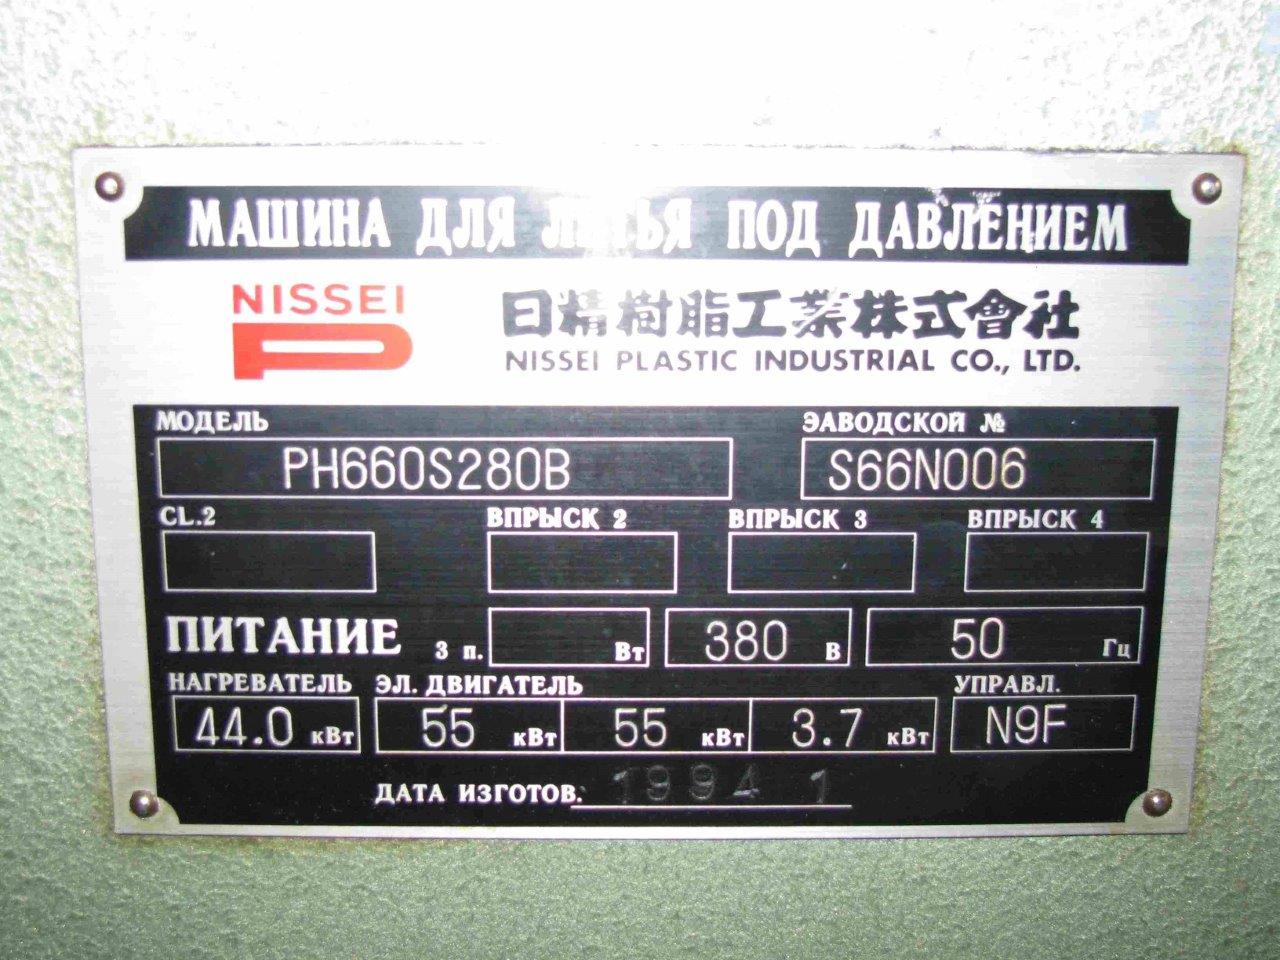 МАШИНА ДЛЯ ЛИТЬЯ ПОД ДАВЛЕНИЕМ
NISSEI
日精樹脂工業株式會社
NISSEI PLASTIC INDUSTRIAL CO., LTD.
МОДЕЛЬ ЗАВОДСКОЙ №
PH660S280B S66N006
CL.2 ВПРЫСК 2 ВПРЫСК 3 ВПРЫСК 4
ПИТАНИЕ 3 п. Вт 380 В 50 Гц
НАГРЕВАТЕЛЬ ЭЛ. ДВИГАТЕЛЬ УПРАВЛ.
44.0 кВт 55 кВт 55 кВт 3.7 кВт N9F
ДАТА ИЗГОТОВ. 1994 1